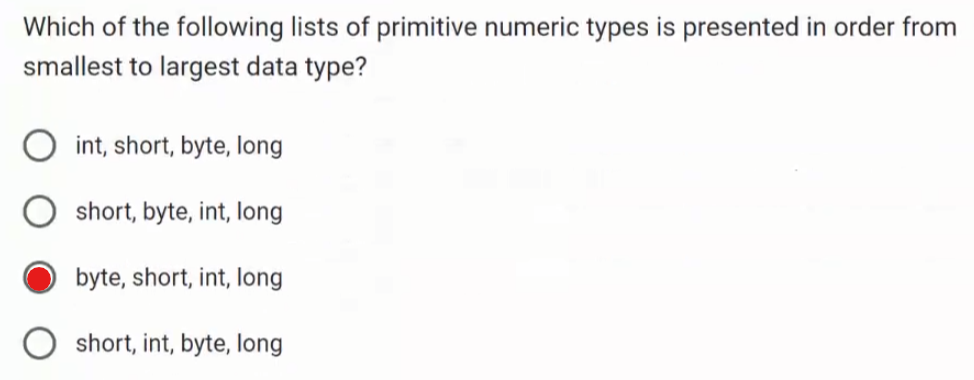 Which of the following lists of primitive numeric types is presented in order from
smallest to largest data type?
int, short, byte, long
short, byte, int, long
byte, short, int, long
short, int, byte, long